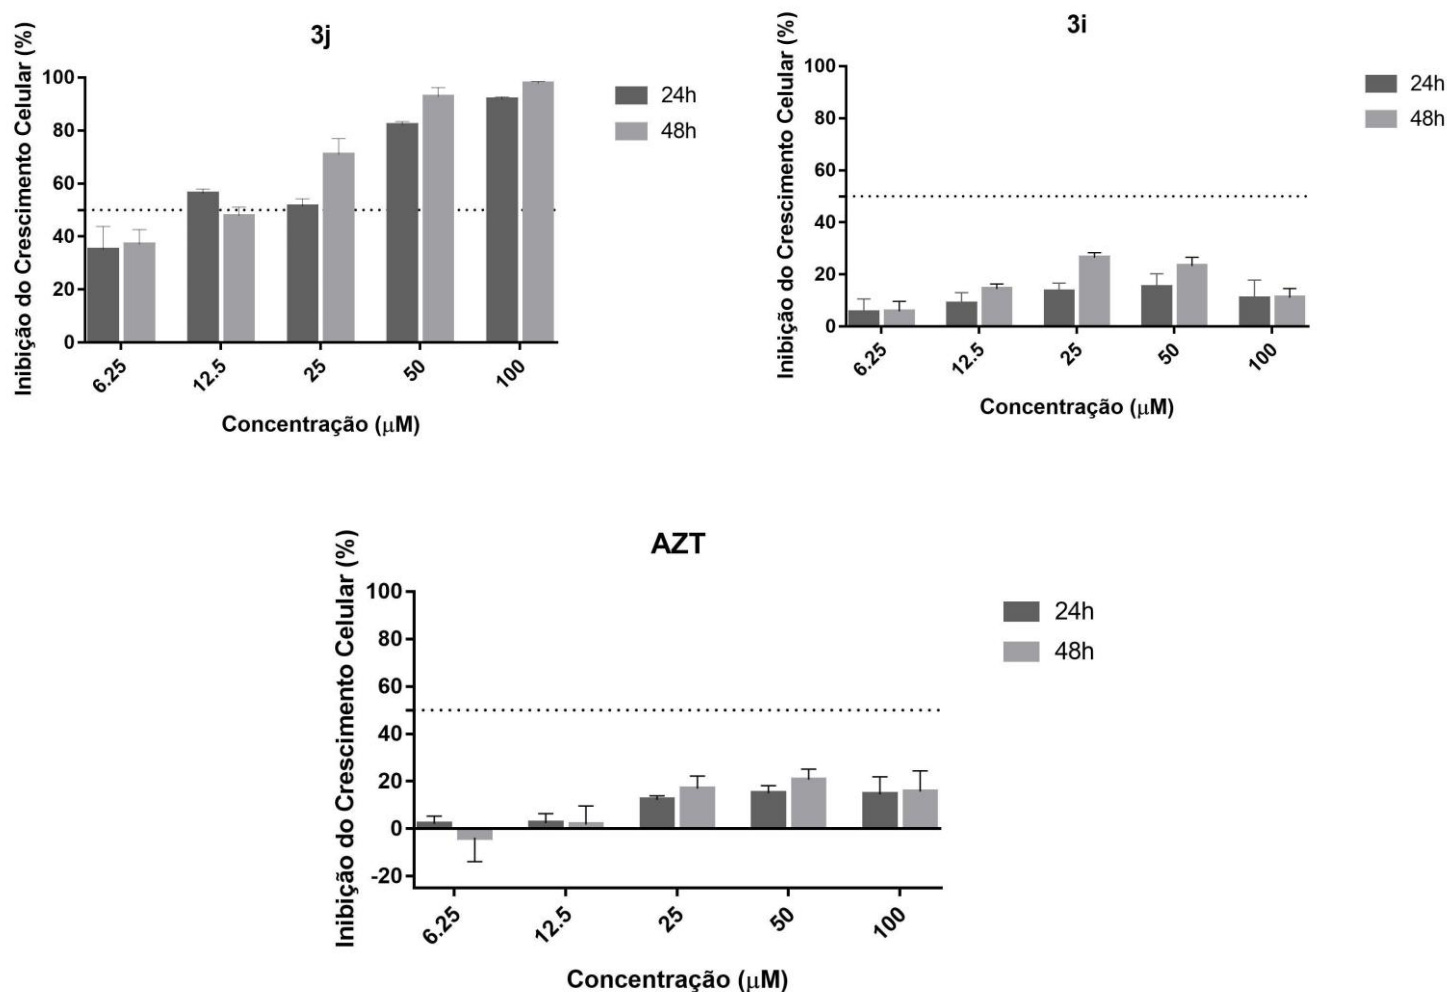 3j
Inibição do Crescimento Celular (%)
100
80
60
40
20
0
6.25
12.5
25
50
100
Concentração (μM)
24h
48h
3i
Inibição do Crescimento Celular (%)
100
80
60
40
20
0
6.25
12.5
25
50
100
Concentração (μM)
24h
48h
AZT
Inibição do Crescimento Celular (%)
100
80
60
40
20
0
-20
6.25
12.5
25
50
100
Concentração (μM)
24h
48h